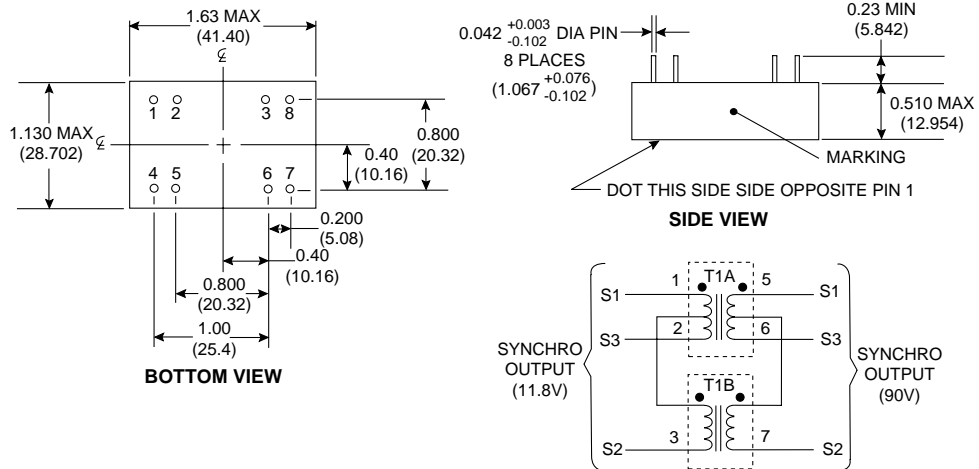 1.63 MAX
(41.40)
℄
1.130 MAX
(28.702)
℄
1 2 3 8
4 5 6 7
0.800
(20.32)
0.40
(10.16)
0.200
(5.08)
0.40
(10.16)
0.800
(20.32)
1.00
(25.4)
BOTTOM VIEW
0.042 +0.003 -0.102 DIA PIN
8 PLACES
(1.067 +0.076 -0.102)
0.23 MIN
(5.842)
0.510 MAX
(12.954)
MARKING
DOT THIS SIDE SIDE OPPOSITE PIN 1
SIDE VIEW
T1A
S1 1 5 S1
S3 2 6 S3
SYNCHRO
OUTPUT
(11.8V)
SYNCHRO
OUTPUT
(90V)
T1B
S2 3 7 S2